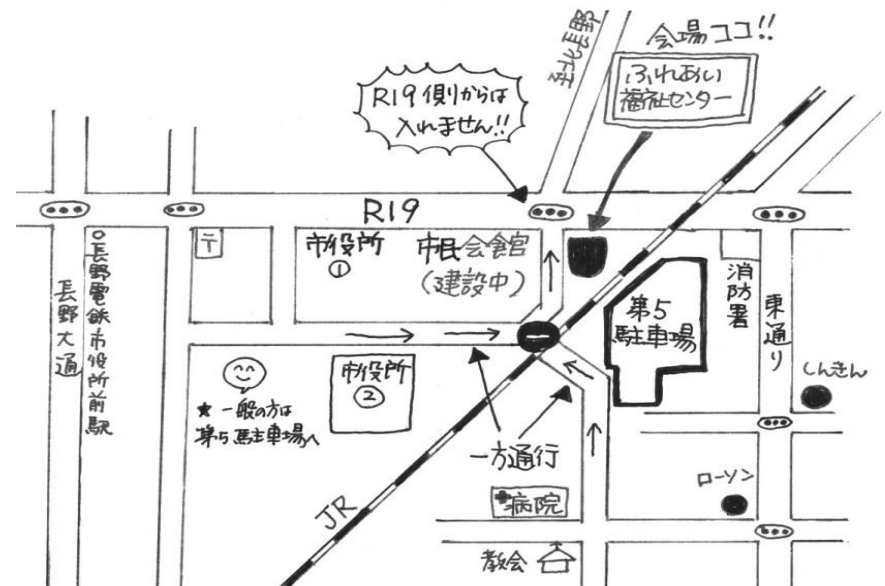 会場ココ!!
ふれあい
福祉センター
至北長野
R19側からは
入れません!!
R19
〒
市役所
①
市民会館
(建設中)
長野電鉄市役所前駅
長野大通
消防署
東通り
第5
駐車場
しんきん
市役所
②
★一般の方は
第5駐車場へ
一方通行
ローソン
病院
JR
教会